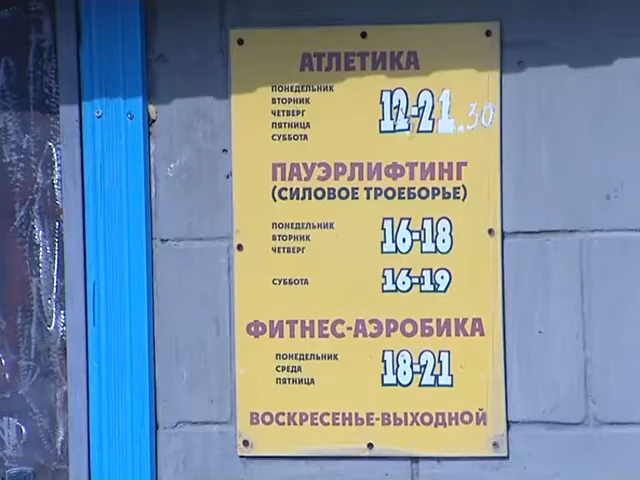 АТЛЕТИКА
ПОНЕДЕЛЬНИК
ВТОРНИК
ЧЕТВЕРГ
ПЯТНИЦА
СУББОТА
12-21.30
ПАУЭРЛИФТИНГ
(СИЛОВОЕ ТРОЕБОРЬЕ)
ПОНЕДЕЛЬНИК
ВТОРНИК
ЧЕТВЕРГ
16-18
СУББОТА 16-19
ФИТНЕС-АЭРОБИКА
ПОНЕДЕЛЬНИК
СРЕДА
ПЯТНИЦА
18-21
ВОСКРЕСЕНЬЕ-ВЫХОДНОЙ